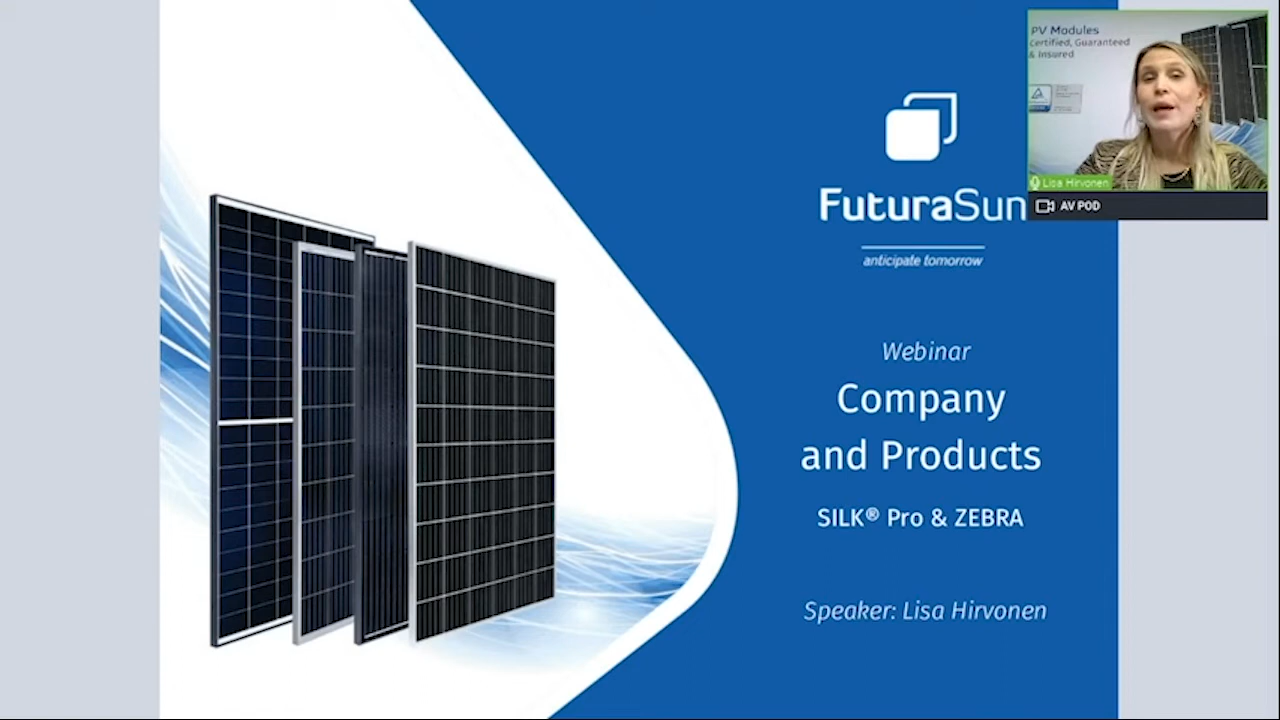 FuturaSun
anticipate tomorrow
Webinar
Company
and Products
SILK® Pro & ZEBRA
Speaker: Lisa Hirvonen
PV Modules
Certified, Guaranteed
& Insured
Lisa Hirvonen
AV POD